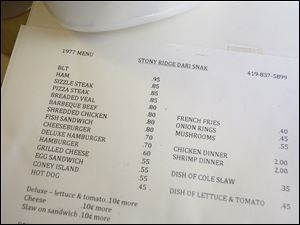 1977 MENU
STONY RIDGE DARI SNAK
419-837-5899
BLT .95
HAM .85
SIZZLE STEAK .85
PIZZA STEAK .80
BREADED VEAL .80
BARBEQUE BEEF .80
SHREDDED CHICKEN .80
FISH SANDWICH .80
CHEESEBURGER .70
DELUXE HAMBURGER .70
HAMBURGER .60
GRILLED CHEESE .55
EGG SANDWICH .55
CONEY ISLAND .55
HOT DOG .45
Deluxe – lettuce & tomato .10¢ more
Cheese .10¢ more
Slaw on sandwich .10¢ more
FRENCH FRIES .40
ONION RINGS .45
MUSHROOMS .55
CHICKEN DINNER 2.00
SHRIMP DINNER 2.00
DISH OF COLE SLAW .35
DISH OF LETTUCE & TOMATO .45